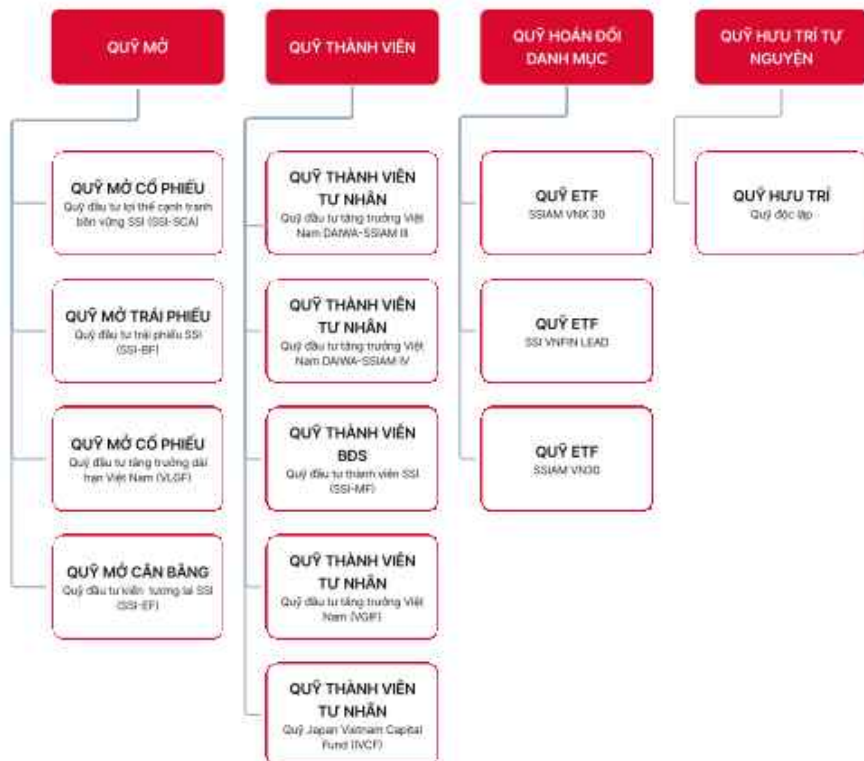 QUỸ MỞ
QUỸ THÀNH VIÊN
QUỸ HOÁN ĐỔI
DANH MỤC
QUỸ HƯU TRÍ TỰ
NGUYỆN
QUỸ MỞ CỔ PHIẾU
Quỹ đầu tư lợi thế cạnh tranh
bền vững SSI (SSI-SCA)
QUỸ MỞ TRÁI PHIẾU
Quỹ đầu tư trái phiếu SSI
(SSI-BF)
QUỸ MỞ CỔ PHIẾU
Quỹ đầu tư tăng trưởng dài
hạn Việt Nam (VLGF)
QUỸ MỞ CÂN BẰNG
Quỹ đầu tư kiến tương lai SSI
(SSI-EF)
QUỸ THÀNH VIÊN
TƯ NHÂN
Quỹ đầu tư tăng trưởng Việt
Nam DAIWA-SSIAM III
QUỸ THÀNH VIÊN
TƯ NHÂN
Quỹ đầu tư tăng trưởng Việt
Nam DAIWA-SSIAM IV
QUỸ THÀNH VIÊN
BĐS
Quỹ đầu tư thành viên SSI
(SSI-MF)
QUỸ THÀNH VIÊN
TƯ NHÂN
Quỹ đầu tư tăng trưởng Việt
Nam (VGIF)
QUỸ THÀNH VIÊN
TƯ NHÂN
Quỹ Japan Vietnam Capital
Fund (IVCF)
QUỸ ETF
SSIAM VNX 30
QUỸ ETF
SSI VNFIN LEAD
QUỸ ETF
SSIAM VN30
QUỸ HƯU TRÍ
Quỹ độc lập